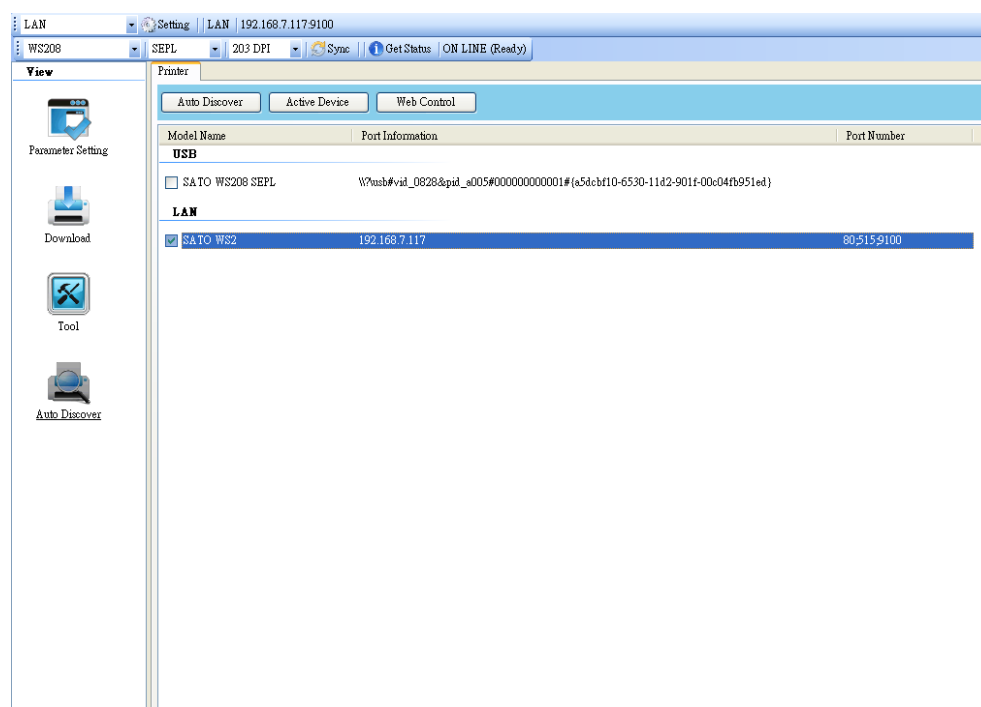 LAN Setting LAN 192.168.7.117:9100
WS208 SEPL 203 DPI Sync Get Status ON LINE (Ready)
View
Parameter Setting
Download
Tool
Auto Discover
Printer
Auto Discover Active Device Web Control
Model Name Port Information Port Number
USB
SATO WS208 SEPL \\?\usb#vid_0828&pid_a005#000000000001#{a5dcbf10-6530-11d2-901f-00c04fb951ed}
LAN
SATO WS2 192.168.7.117 80;515;9100